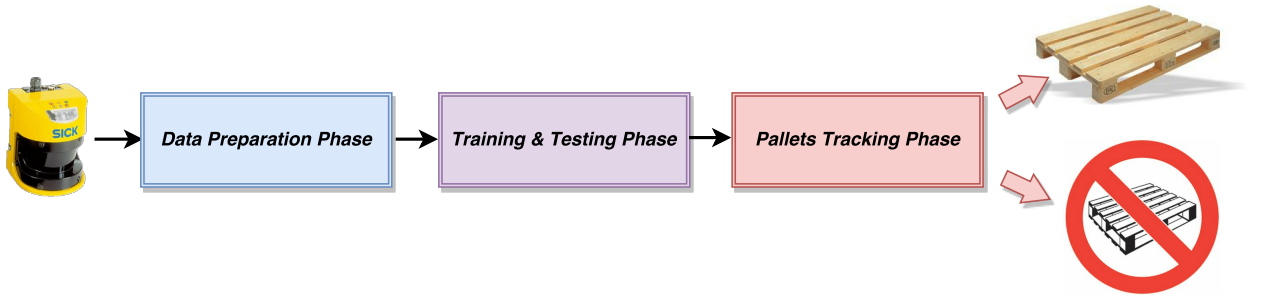 SICK
Data Preparation Phase
Training & Testing Phase
Pallets Tracking Phase